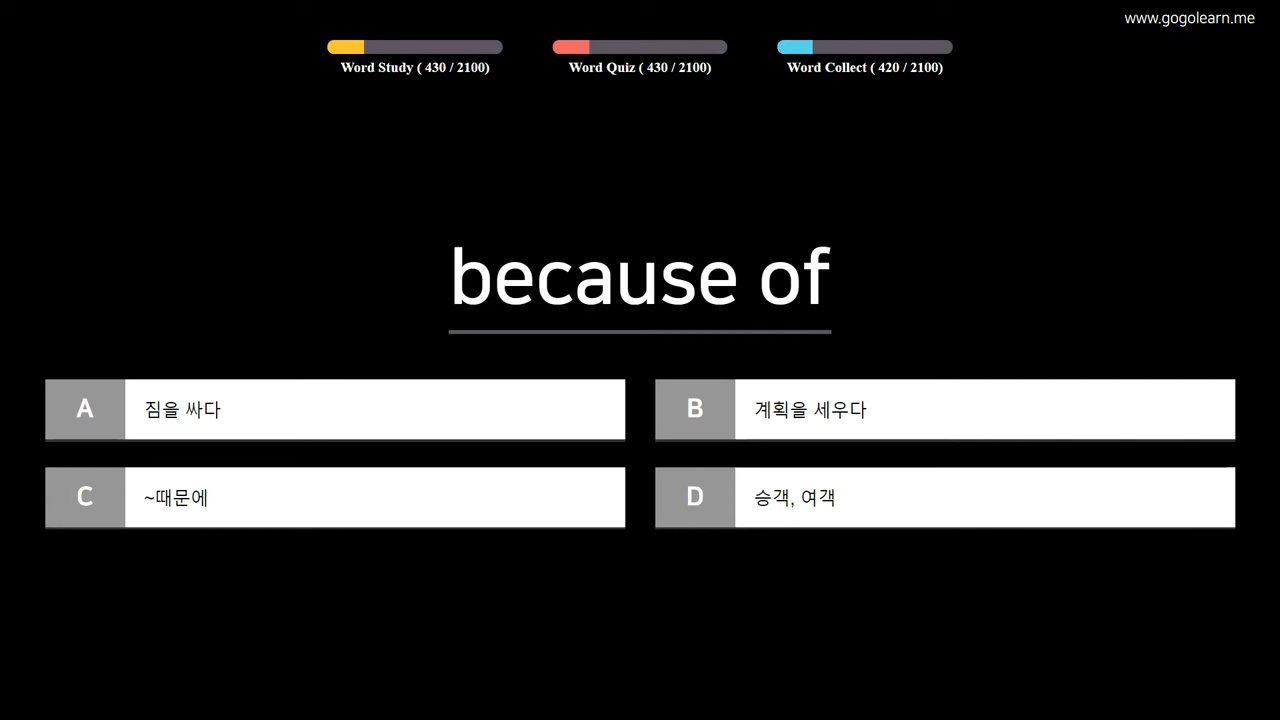 www.gogolearn.me
Word Study ( 430 / 2100)
Word Quiz ( 430 / 2100)
Word Collect ( 420 / 2100)
because of
A 짐을 싸다
B 계획을 세우다
C ~때문에
D 승객, 여객